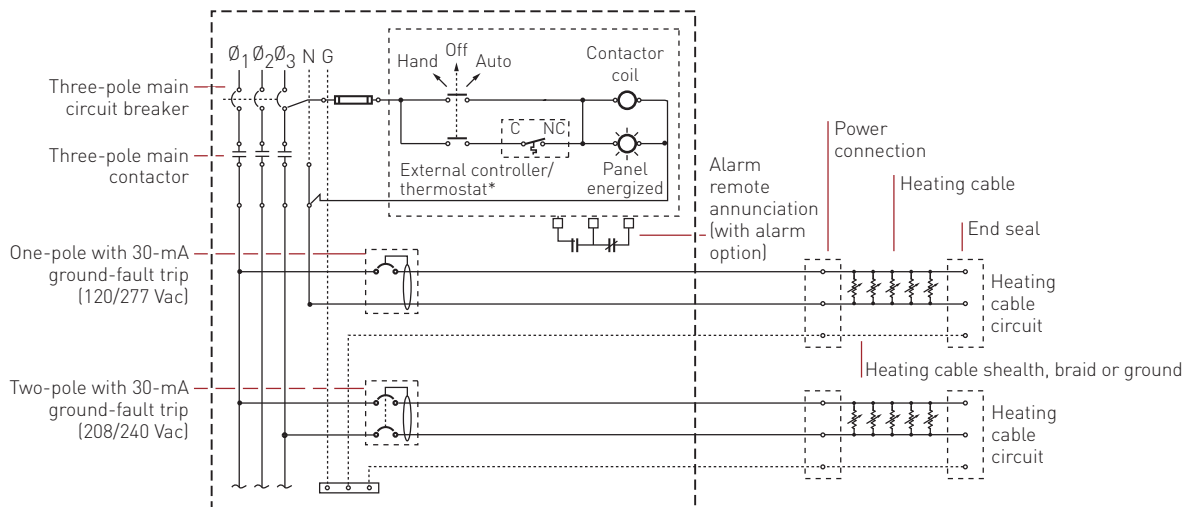 Ø1 Ø2 Ø3 N G
Hand
Off
Auto
Contactor
coil
Three-pole main
circuit breaker
C NC
Three-pole main
contactor
External controller/
thermostat*
Panel
energized
Alarm
remote
annunciation
(with alarm
option)
Power
connection
Heating cable
End seal
One-pole with 30-mA
ground-fault trip
(120/277 Vac)
Heating
cable
circuit
Heating cable shealth, braid or ground
Two-pole with 30-mA
ground-fault trip
(208/240 Vac)
Heating
cable
circuit